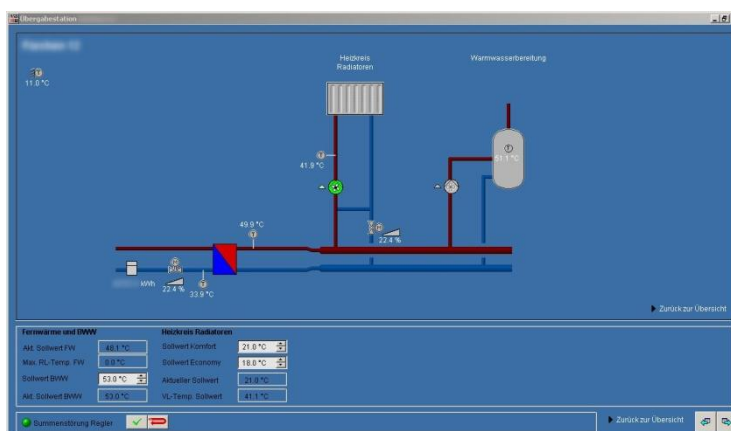 Übergabestation
11.0 °C
Heizkreis
Radiatoren
Warmwasserbereitung
41.9 °C
51.1 °C
22.4 %
49.9 °C
kWh
22.4 %
33.9 °C
Zurück zur Übersicht
Fernwärme und BWW
Akt. Sollwert FW 48.1 °C
Max. RL-Temp. FW 0.0 °C
Sollwert BWW 53.0 °C
Akt. Sollwert BWW 53.0 °C
Heizkreis Radiatoren
Sollwert Komfort 21.0 °C
Sollwert Economy 18.0 °C
Aktueller Sollwert 21.0 °C
VL-Temp. Sollwert 41.1 °C
Summenstörung Regler
Zurück zur Übersicht